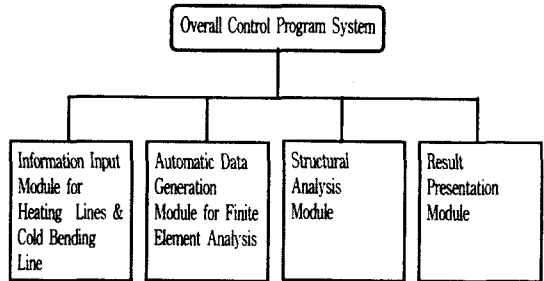 Overall Control Program System
Information Input
Module for
Heating Lines &
Cold Bending
Line
Automatic Data
Generation
Module for Finite
Element Analysis
Structural
Analysis
Module
Result
Presentation
Module